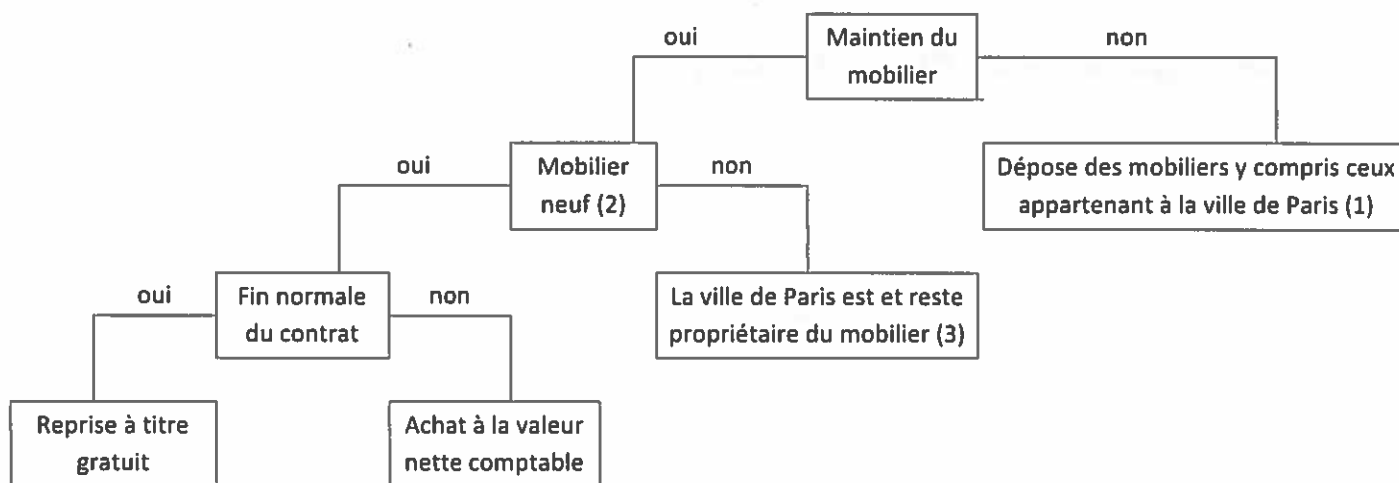 oui
Maintien du
mobilier
non
oui
Mobilier
neuf (2)
non
Dépose des mobiliers y compris ceux
appartenant à la ville de Paris (1)
oui
Fin normale
du contrat
non
La ville de Paris est et reste
propriétaire du mobilier (3)
Reprise à titre
gratuit
Achat à la valeur
nette comptable